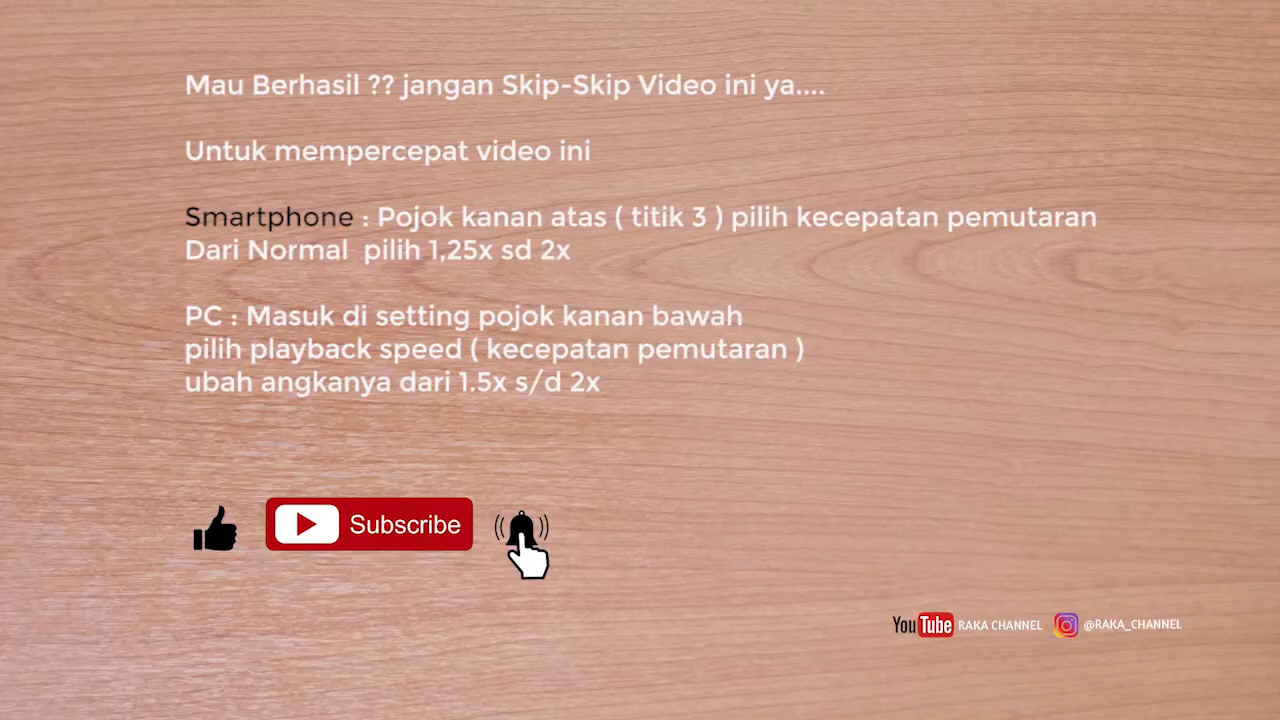 Mau Berhasil ?? jangan Skip-Skip Video ini ya....
Untuk mempercepat video ini
Smartphone : Pojok kanan atas ( titik 3 ) pilih kecepatan pemutaran
Dari Normal pilih 1,25x sd 2x
PC : Masuk di setting pojok kanan bawah
pilih playback speed ( kecepatan pemutaran )
ubah angkanya dari 1.5x s/d 2x
Subscribe
YouTube RAKA CHANNEL @RAKA_CHANNEL